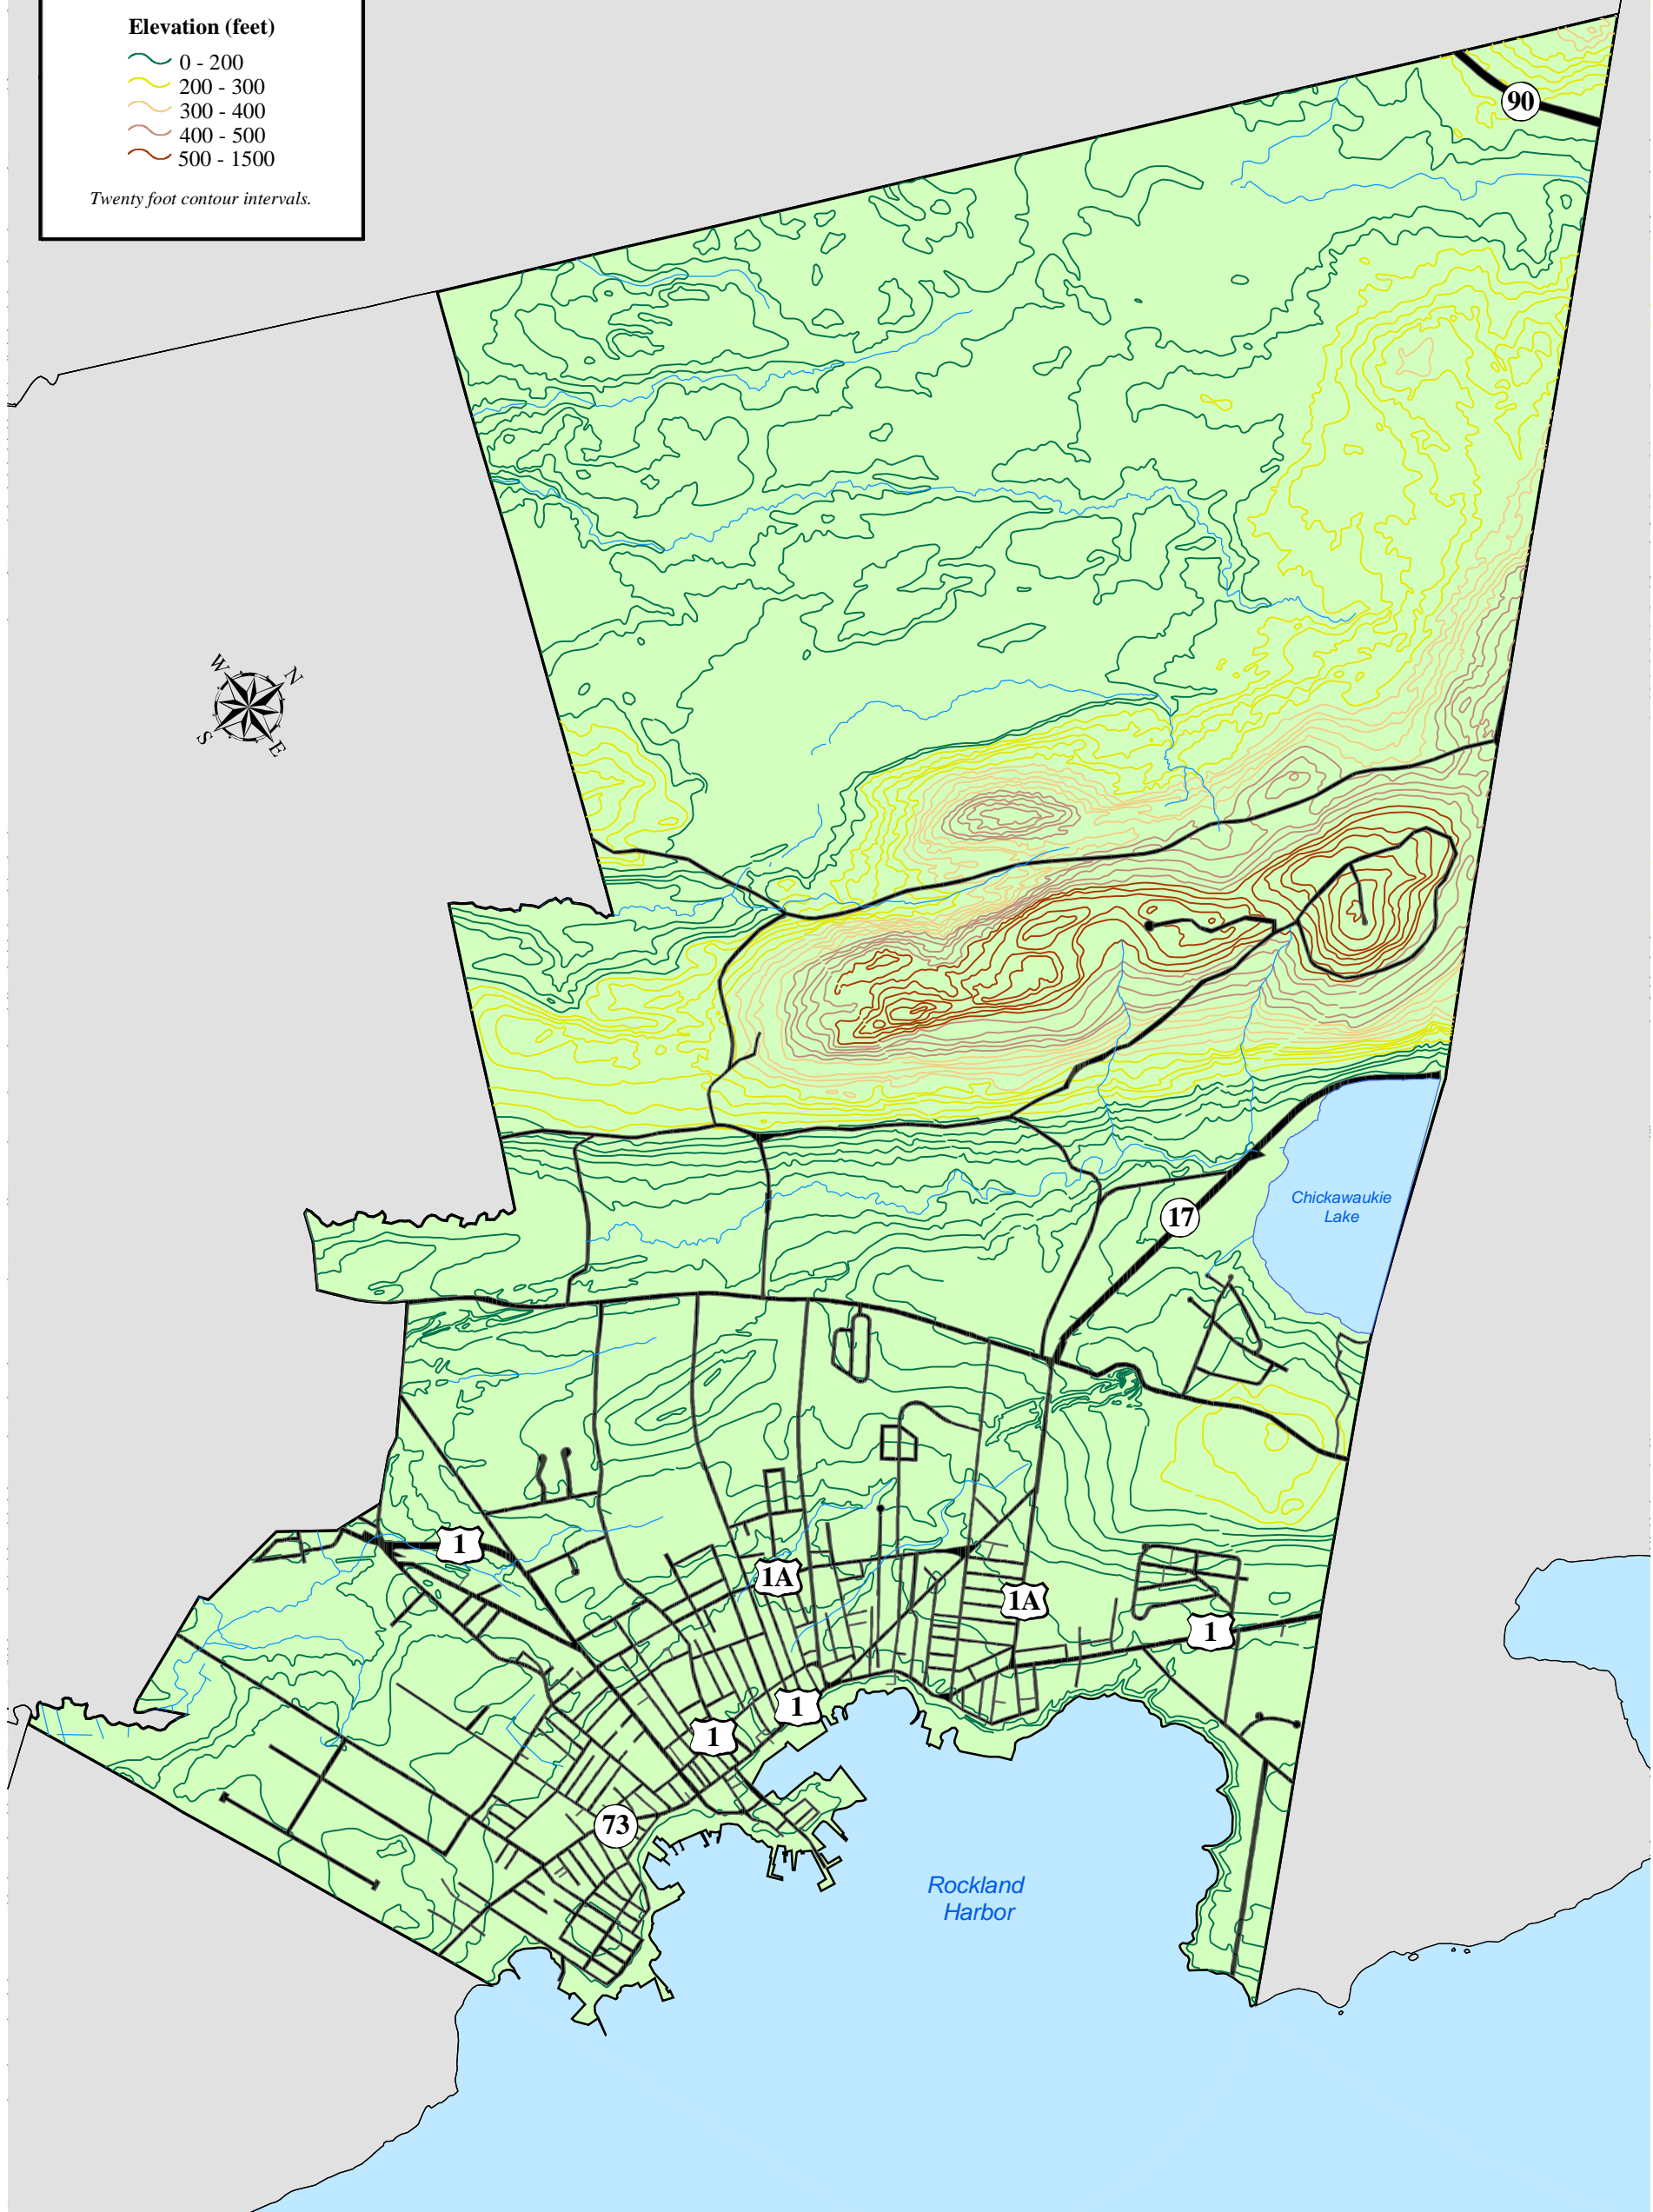 Elevation (feet)
0 - 200
200 - 300
300 - 400
400 - 500
500 - 1500
Twenty foot contour intervals.
90
W
N
S
E
Chickawaukie
Lake
17
1
1A
1A
1
1
1
73
Rockland
Harbor